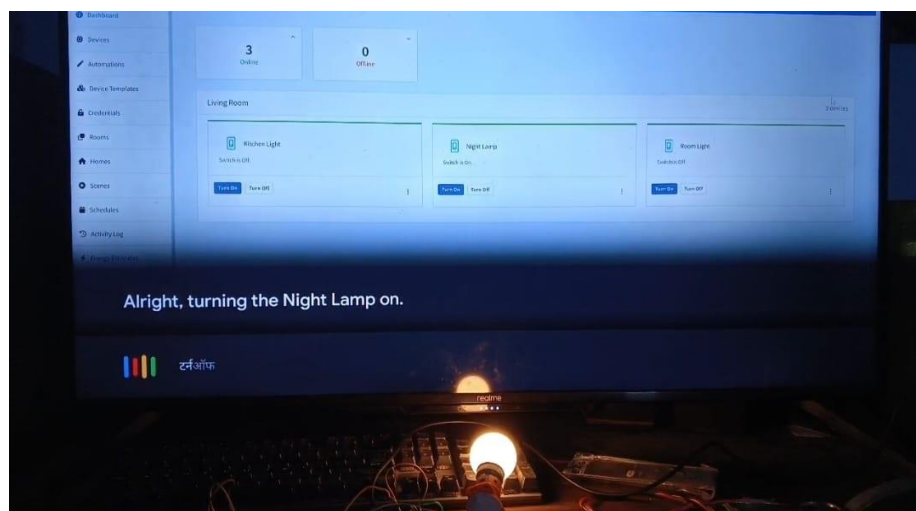 Dashboard
Devices
Automations
Device Templates
Credentials
Rooms
Homes
Scenes
Schedules
Activity Log
3
Online
0
Offline
Living Room
Kitchen Light
Switch is Off.
Turn On Turn Off
Night Lamp
Switch is On.
Turn On Turn Off
Room Light
Switch is Off.
Turn On Turn Off
Alright, turning the Night Lamp on.
टर्नऑफ
realme